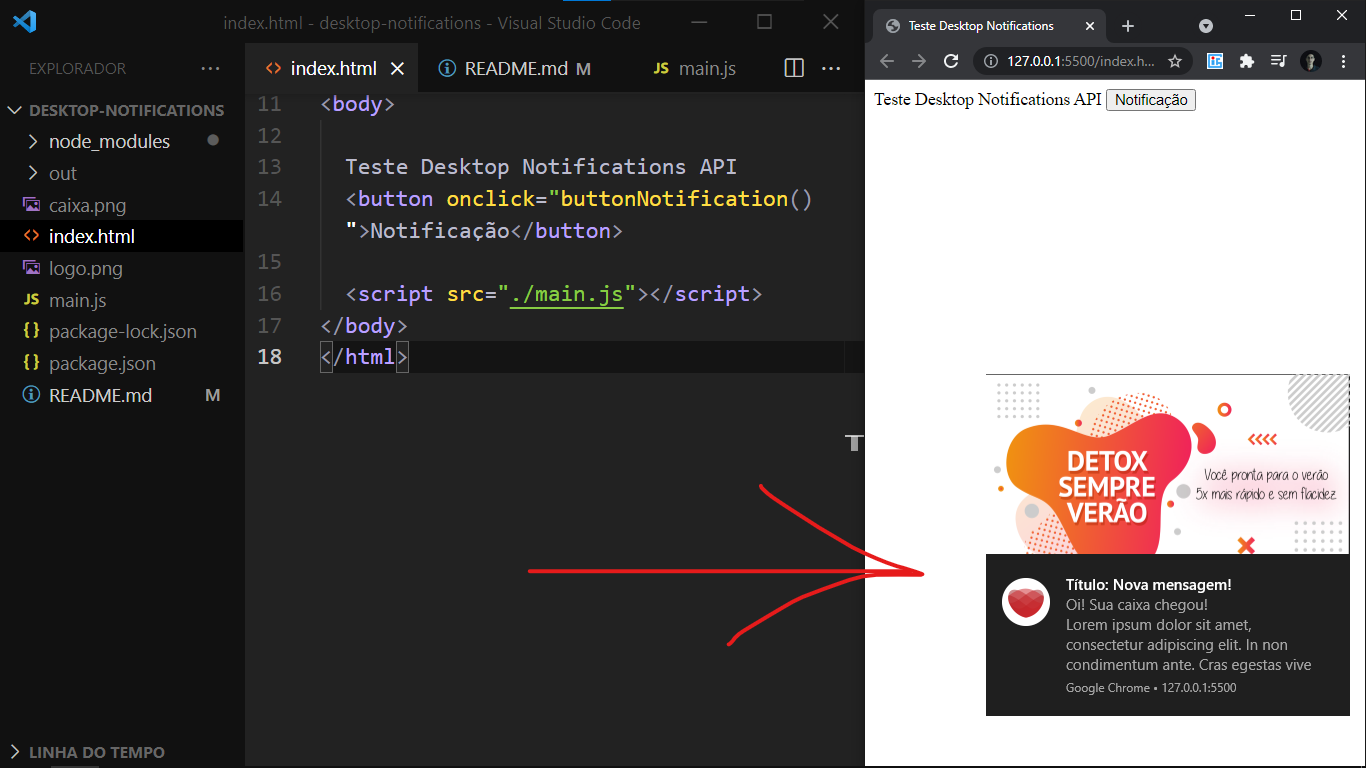 index.html - desktop-notifications - Visual Studio Code
EXPLORADOR
DESKTOP-NOTIFICATIONS
node_modules
out
caixa.png
index.html
logo.png
main.js
package-lock.json
package.json
README.md M
LINHA DO TEMPO
index.html
README.md M
JS main.js
11 <body>
12
13 Teste Desktop Notifications API
14 <button onclick="buttonNotification()
">Notificação</button>
15
16 <script src="./main.js"></script>
17 </body>
18 </html>
Teste Desktop Notifications
127.0.0.1:5500/index.h...
Teste Desktop Notifications API Notificação
DETOX
SEMPRE
VERÃO
Você pronta para o verão
5x mais rápido e sem flacidez
Título: Nova mensagem!
Oi! Sua caixa chegou!
Lorem ipsum dolor sit amet,
consectetur adipiscing elit. In non
condimentum ante. Cras egestas vive
Google Chrome • 127.0.0.1:5500